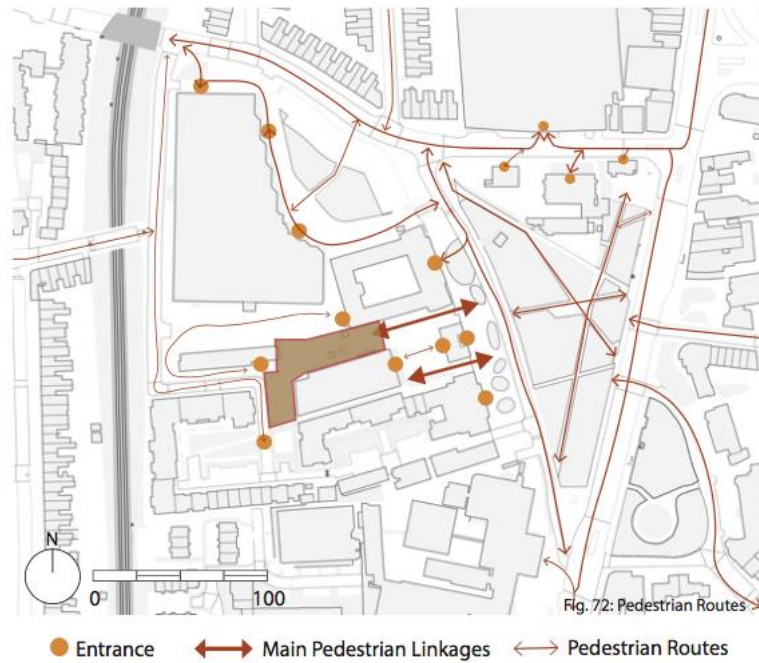 N
0
100
Fig. 72: Pedestrian Routes
Entrance
Main Pedestrian Linkages
Pedestrian Routes